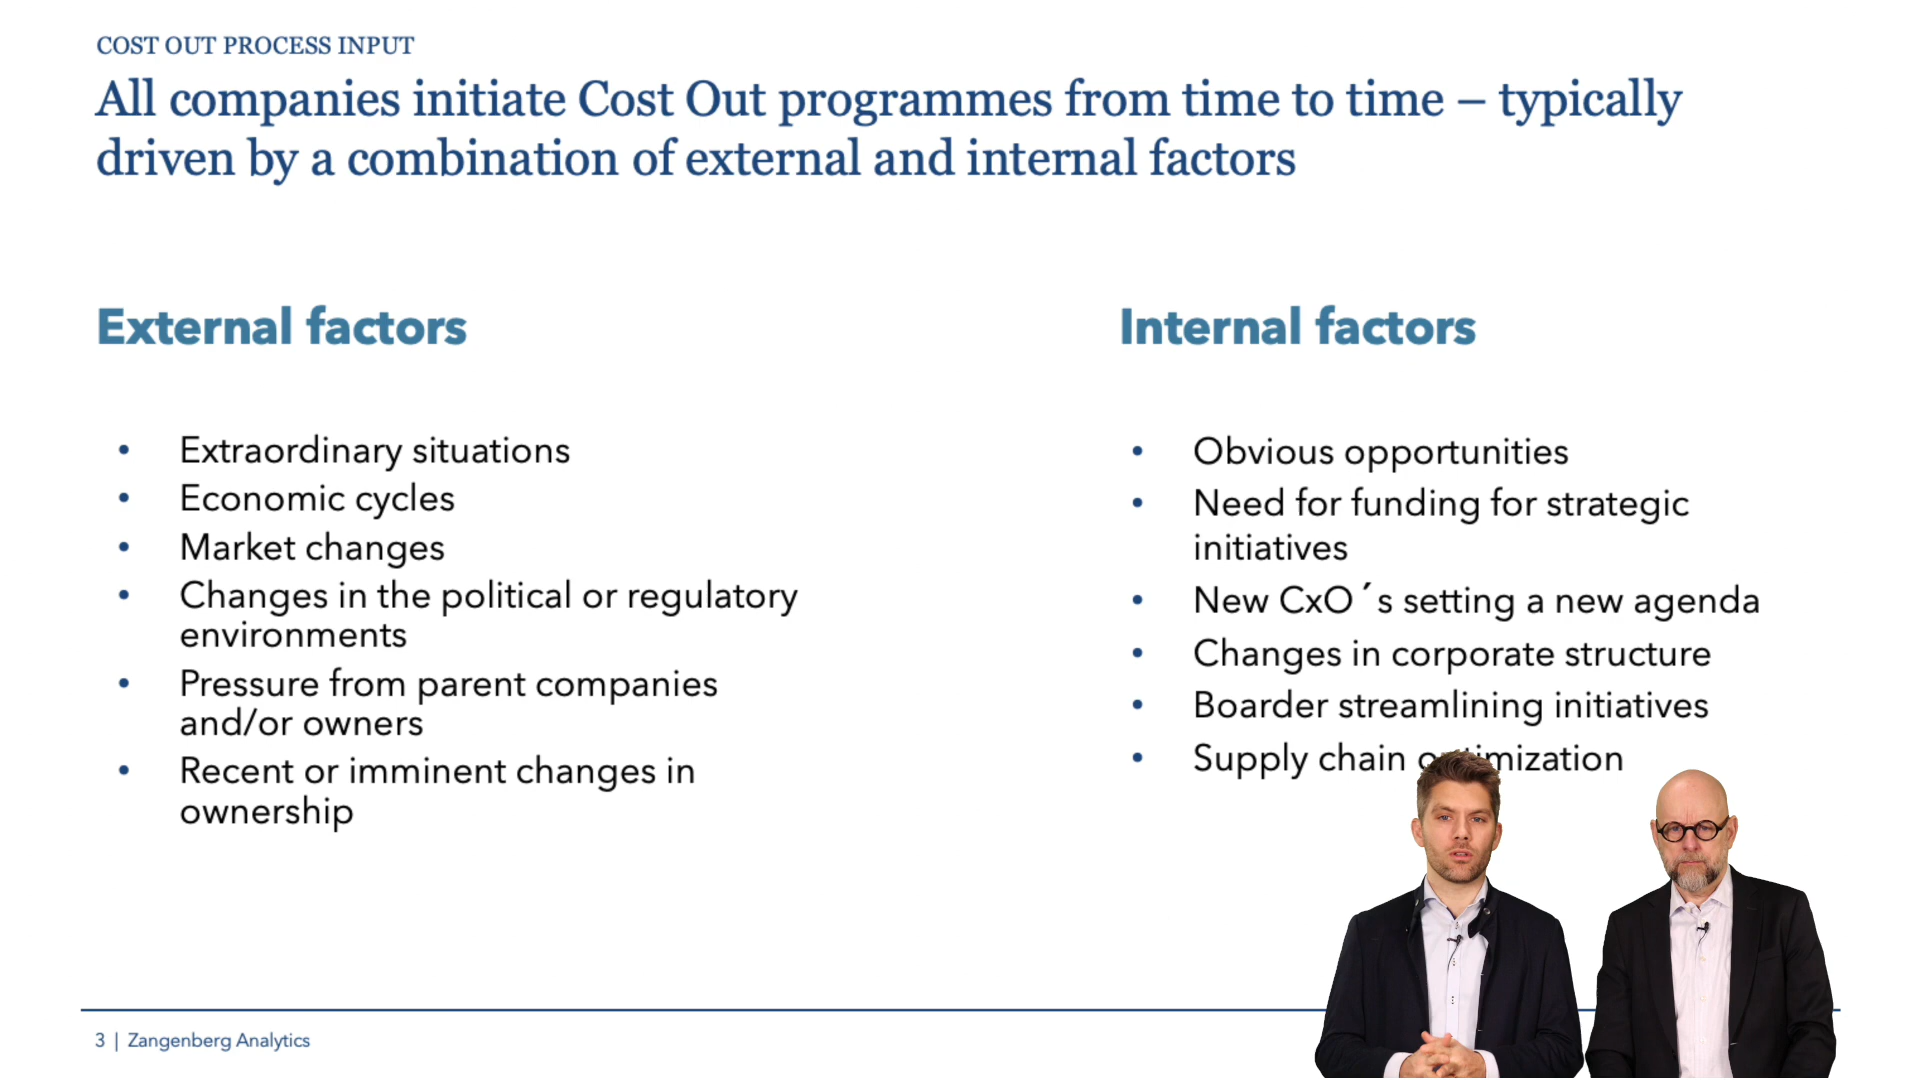 COST OUT PROCESS INPUT
All companies initiate Cost Out programmes from time to time – typically
driven by a combination of external and internal factors
External factors
• Extraordinary situations
• Economic cycles
• Market changes
• Changes in the political or regulatory
environments
• Pressure from parent companies
and/or owners
• Recent or imminent changes in
ownership
Internal factors
• Obvious opportunities
• Need for funding for strategic
initiatives
• New CxO´s setting a new agenda
• Changes in corporate structure
• Boarder streamlining initiatives
• Supply chain optimization
3 | Zangenberg Analytics